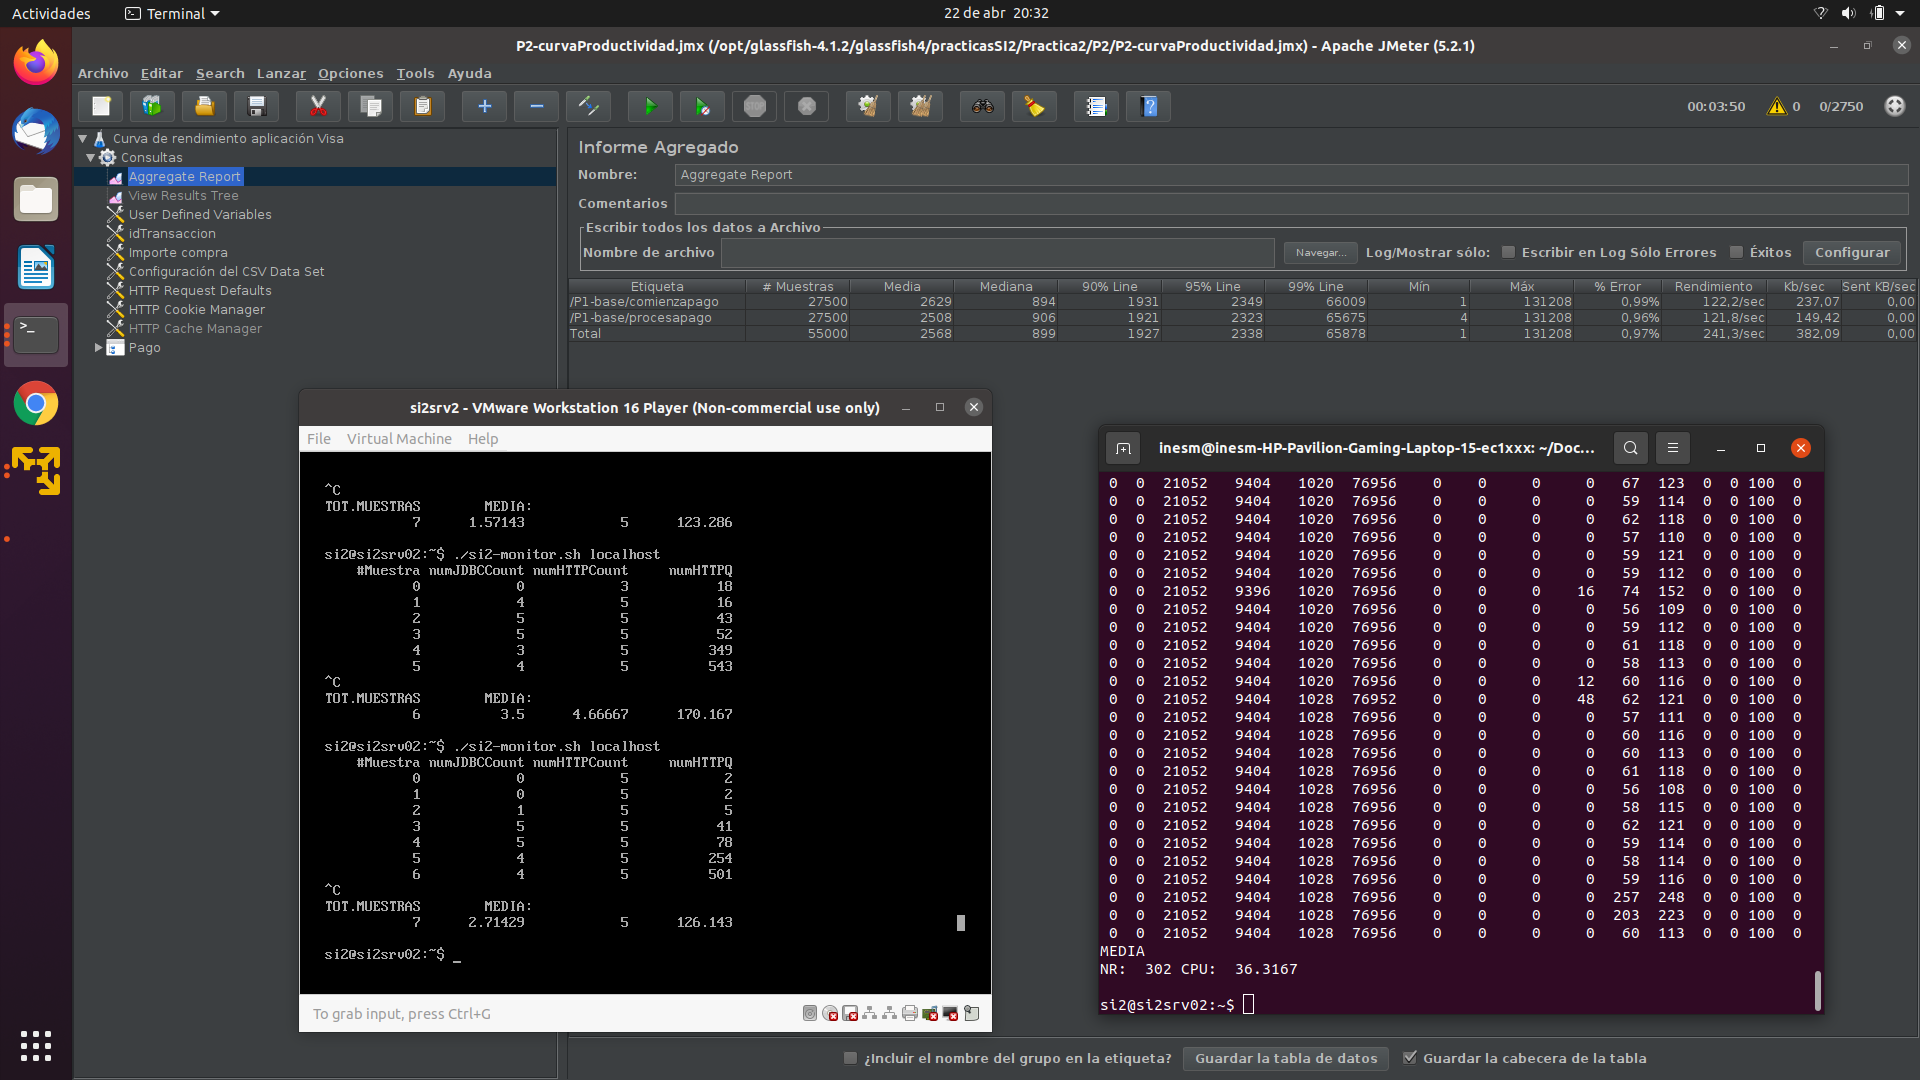 Actividades Terminal 22 de abr 20:32
P2-curvaProductividad.jmx (/opt/glassfish-4.1.2/glassfish4/practicasSI2/Practica2/P2/P2-curvaProductividad.jmx) - Apache JMeter (5.2.1)
Archivo Editar Search Lanzar Opciones Tools Ayuda
STOP 00:03:50 0 0/2750
Curva de rendimiento aplicación Visa
Consultas
Aggregate Report
View Results Tree
User Defined Variables
idTransaccion
Importe compra
Configuración del CSV Data Set
HTTP Request Defaults
HTTP Cookie Manager
HTTP Cache Manager
Pago
Informe Agregado
Nombre: Aggregate Report
Comentarios
Escribir todos los datos a Archivo
Nombre de archivo Navegar... Log/Mostrar sólo: Escribir en Log Sólo Errores Éxitos Configurar
Etiqueta # Muestras Media Mediana 90% Line 95% Line 99% Line Mín Máx % Error Rendimiento Kb/sec Sent KB/sec
/P1-base/comienzapago 27500 2629 894 1931 2349 66009 1 131208 0,99% 122,2/sec 237,07 0,00
/P1-base/procesapago 27500 2508 906 1921 2323 65675 4 131208 0,96% 121,8/sec 149,42 0,00
Total 55000 2568 899 1927 2338 65878 1 131208 0,97% 241,3/sec 382,09 0,00
si2srv2 - VMware Workstation 16 Player (Non-commercial use only)
File Virtual Machine Help
^C
TOT.MUESTRAS MEDIA:
7 1.57143 5 123.286
si2@si2srv02:~$ ./si2-monitor.sh localhost
#Muestra numJDBCCount numHTTPCount numHTTPQ
0 0 3 18
1 4 5 16
2 5 5 43
3 5 5 52
4 3 5 349
5 4 5 543
^C
TOT.MUESTRAS MEDIA:
6 3.5 4.66667 170.167
si2@si2srv02:~$ ./si2-monitor.sh localhost
#Muestra numJDBCCount numHTTPCount numHTTPQ
0 0 5 2
1 0 5 2
2 1 5 5
3 5 5 41
4 5 5 78
5 4 5 254
6 4 5 501
^C
TOT.MUESTRAS MEDIA:
7 2.71429 5 126.143
si2@si2srv02:~$ _
To grab input, press Ctrl+G
inesm@inesm-HP-Pavilion-Gaming-Laptop-15-ec1xxx: ~/Doc...
0 0 21052 9404 1020 76956 0 0 0 0 67 123 0 0 100 0
0 0 21052 9404 1020 76956 0 0 0 0 59 114 0 0 100 0
0 0 21052 9404 1020 76956 0 0 0 0 62 118 0 0 100 0
0 0 21052 9404 1020 76956 0 0 0 0 57 110 0 0 100 0
0 0 21052 9404 1020 76956 0 0 0 0 59 121 0 0 100 0
0 0 21052 9404 1020 76956 0 0 0 0 59 112 0 0 100 0
0 0 21052 9396 1020 76956 0 0 0 16 74 152 0 0 100 0
0 0 21052 9404 1020 76956 0 0 0 0 56 109 0 0 100 0
0 0 21052 9404 1020 76956 0 0 0 0 59 112 0 0 100 0
0 0 21052 9404 1020 76956 0 0 0 0 61 118 0 0 100 0
0 0 21052 9404 1020 76956 0 0 0 0 58 113 0 0 100 0
0 0 21052 9404 1020 76956 0 0 0 12 60 116 0 0 100 0
0 0 21052 9404 1028 76952 0 0 0 48 62 121 0 0 100 0
0 0 21052 9404 1028 76956 0 0 0 0 57 111 0 0 100 0
0 0 21052 9404 1028 76956 0 0 0 0 60 116 0 0 100 0
0 0 21052 9404 1028 76956 0 0 0 0 60 113 0 0 100 0
0 0 21052 9404 1028 76956 0 0 0 0 61 118 0 0 100 0
0 0 21052 9404 1028 76956 0 0 0 0 56 108 0 0 100 0
0 0 21052 9404 1028 76956 0 0 0 0 58 115 0 0 100 0
0 0 21052 9404 1028 76956 0 0 0 0 62 121 0 0 100 0
0 0 21052 9404 1028 76956 0 0 0 0 59 114 0 0 100 0
0 0 21052 9404 1028 76956 0 0 0 0 58 114 0 0 100 0
0 0 21052 9404 1028 76956 0 0 0 0 59 116 0 0 100 0
0 0 21052 9404 1028 76956 0 0 0 0 257 248 0 0 100 0
0 0 21052 9404 1028 76956 0 0 0 0 203 223 0 0 100 0
0 0 21052 9404 1028 76956 0 0 0 0 60 113 0 0 100 0
MEDIA
NR: 302 CPU: 36.3167
si2@si2srv02:~$
¿Incluir el nombre del grupo en la etiqueta? Guardar la tabla de datos Guardar la cabecera de la tabla